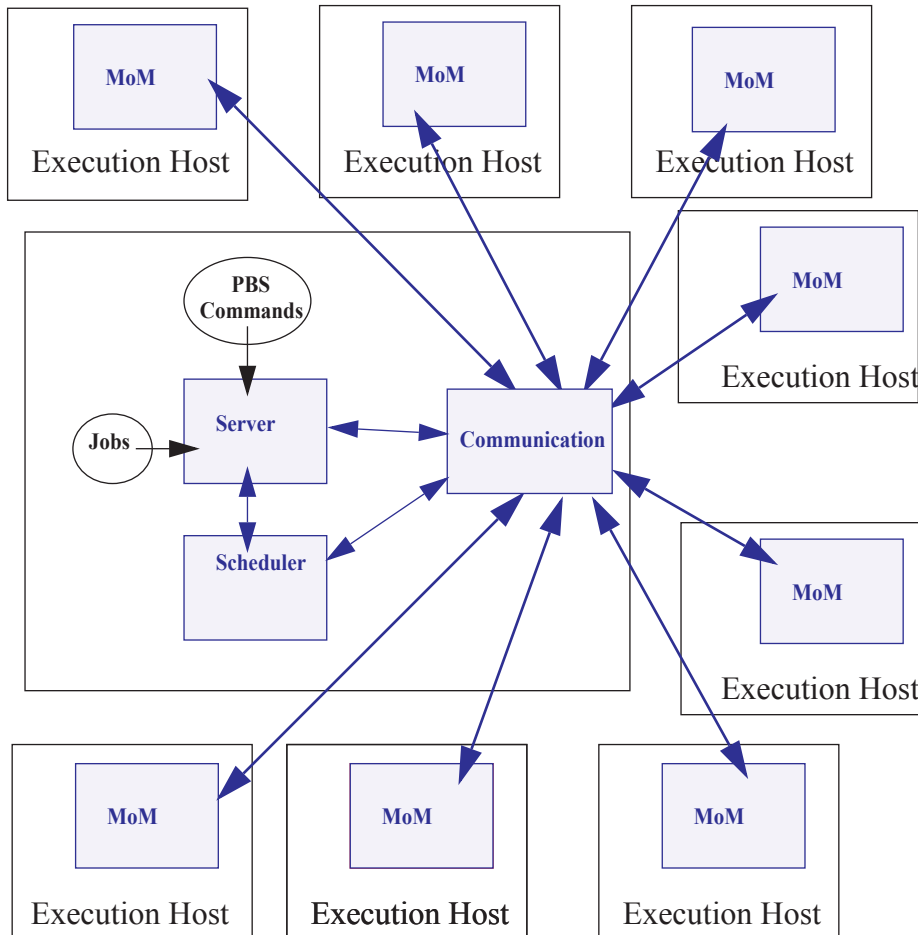 MoM
Execution Host
MoM
Execution Host
MoM
Execution Host
MoM
Execution Host
PBS
Commands
Server
Jobs
Communication
Scheduler
MoM
Execution Host
MoM
Execution Host
MoM
Execution Host
MoM
Execution Host